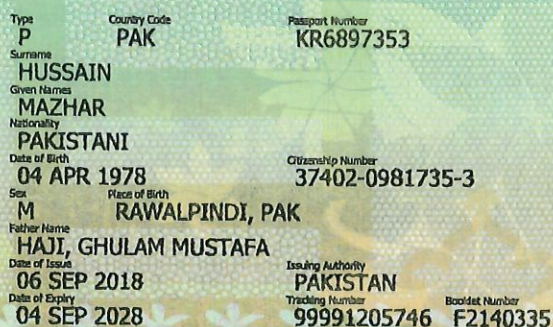 Type Country Code Passport Number
P PAK KR6897353
Surname
HUSSAIN
Given Names
MAZHAR
Nationality
PAKISTANI
Date of Birth Citizenship Number
04 APR 1978 37402-0981735-3
Sex Place of Birth
M RAWALPINDI, PAK
Father Name
HAJI, GHULAM MUSTAFA
Date of Issue Issuing Authority
06 SEP 2018 PAKISTAN
Date of Expiry Tracking Number Booklet Number
04 SEP 2028 99991205746 F2140335